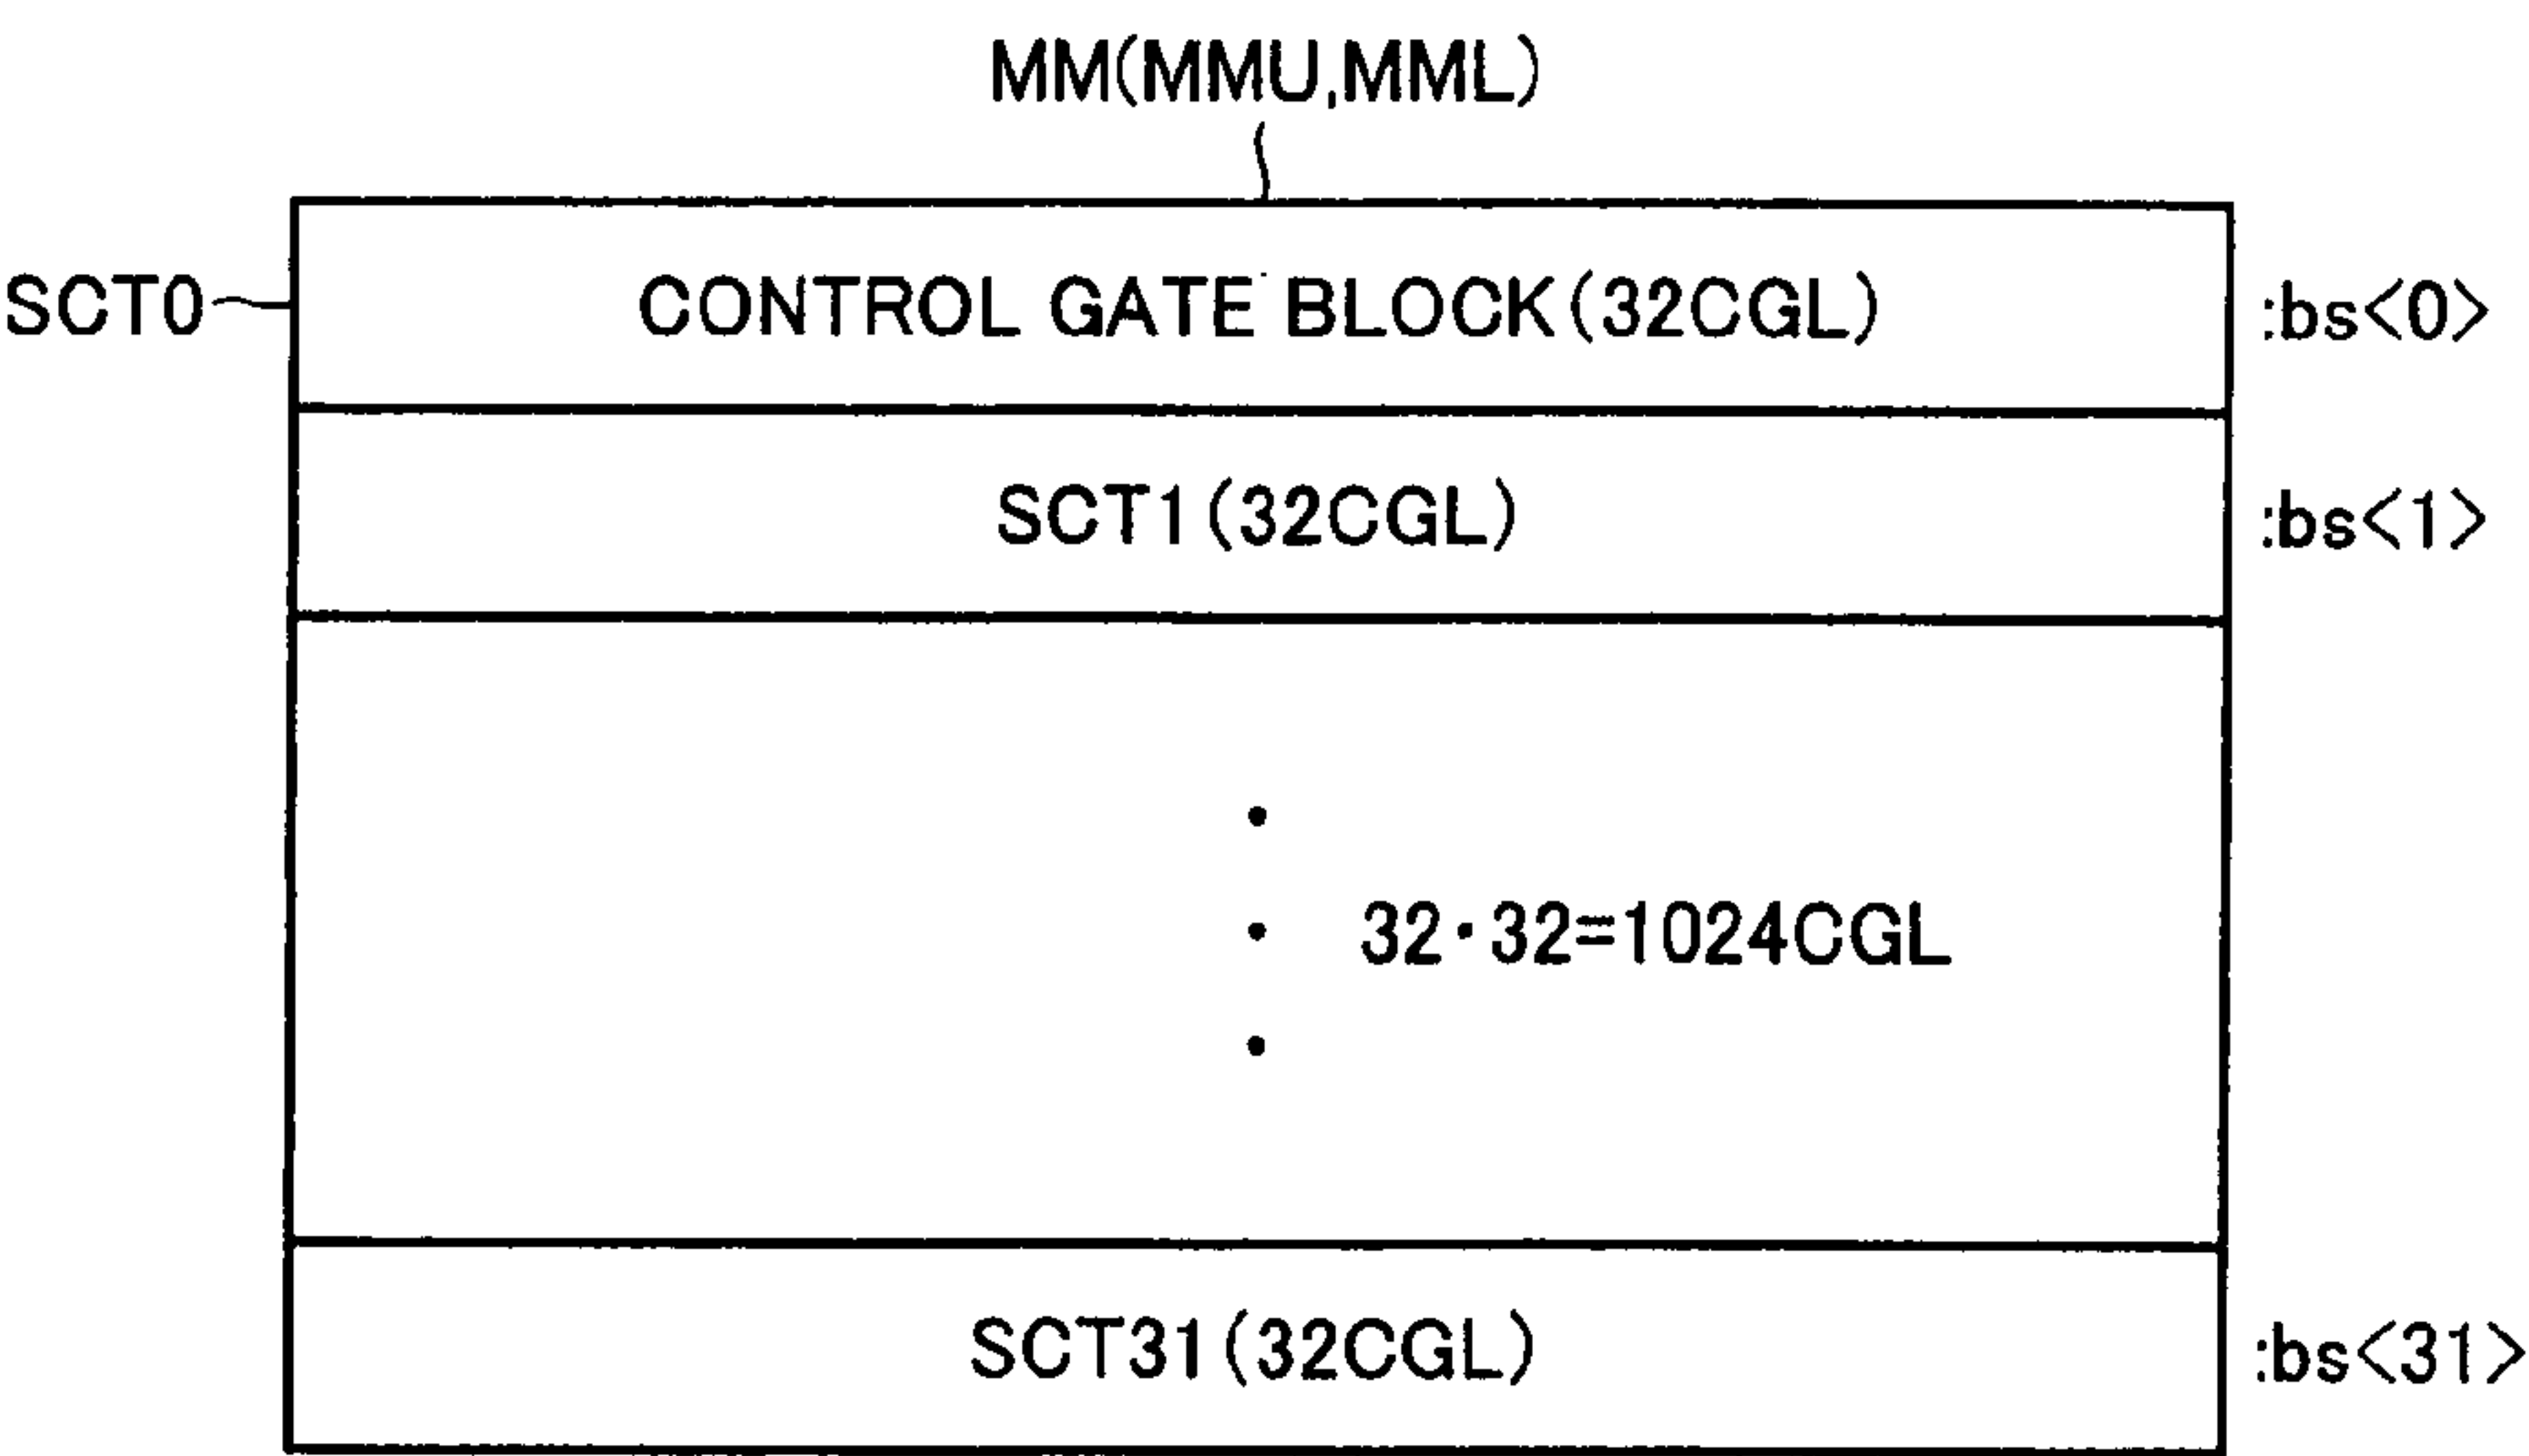 MM(MMU,MML)
SCT0 CONTROL GATE BLOCK(32CGL) :bs<0>
SCT1(32CGL) :bs<1>
32·32=1024CGL
SCT31(32CGL) :bs<31>